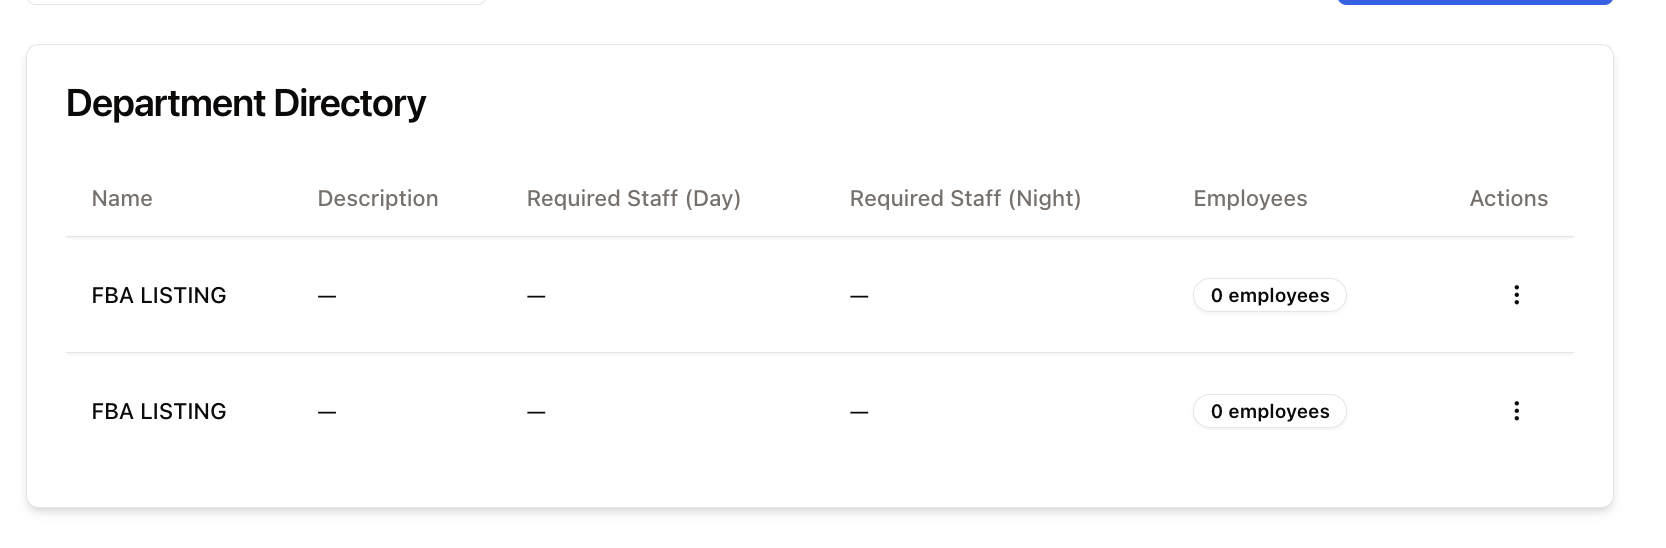 Department Directory
Name Description Required Staff (Day) Required Staff (Night) Employees Actions
FBA LISTING — — — 0 employees
FBA LISTING — — — 0 employees